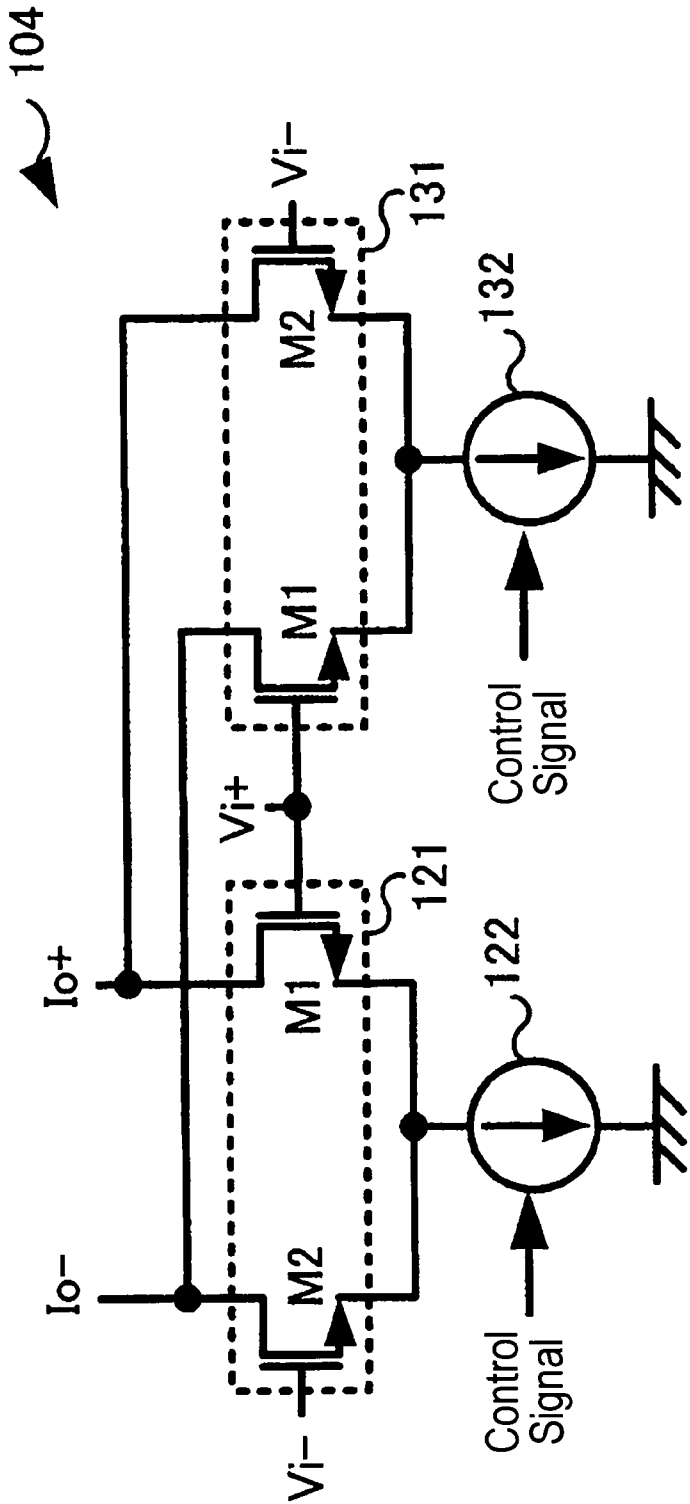 104
Io−
Io+
Vi−
M2
M1
121
Vi+
M1
M2
Vi−
131
Control
Signal
122
Control
Signal
132